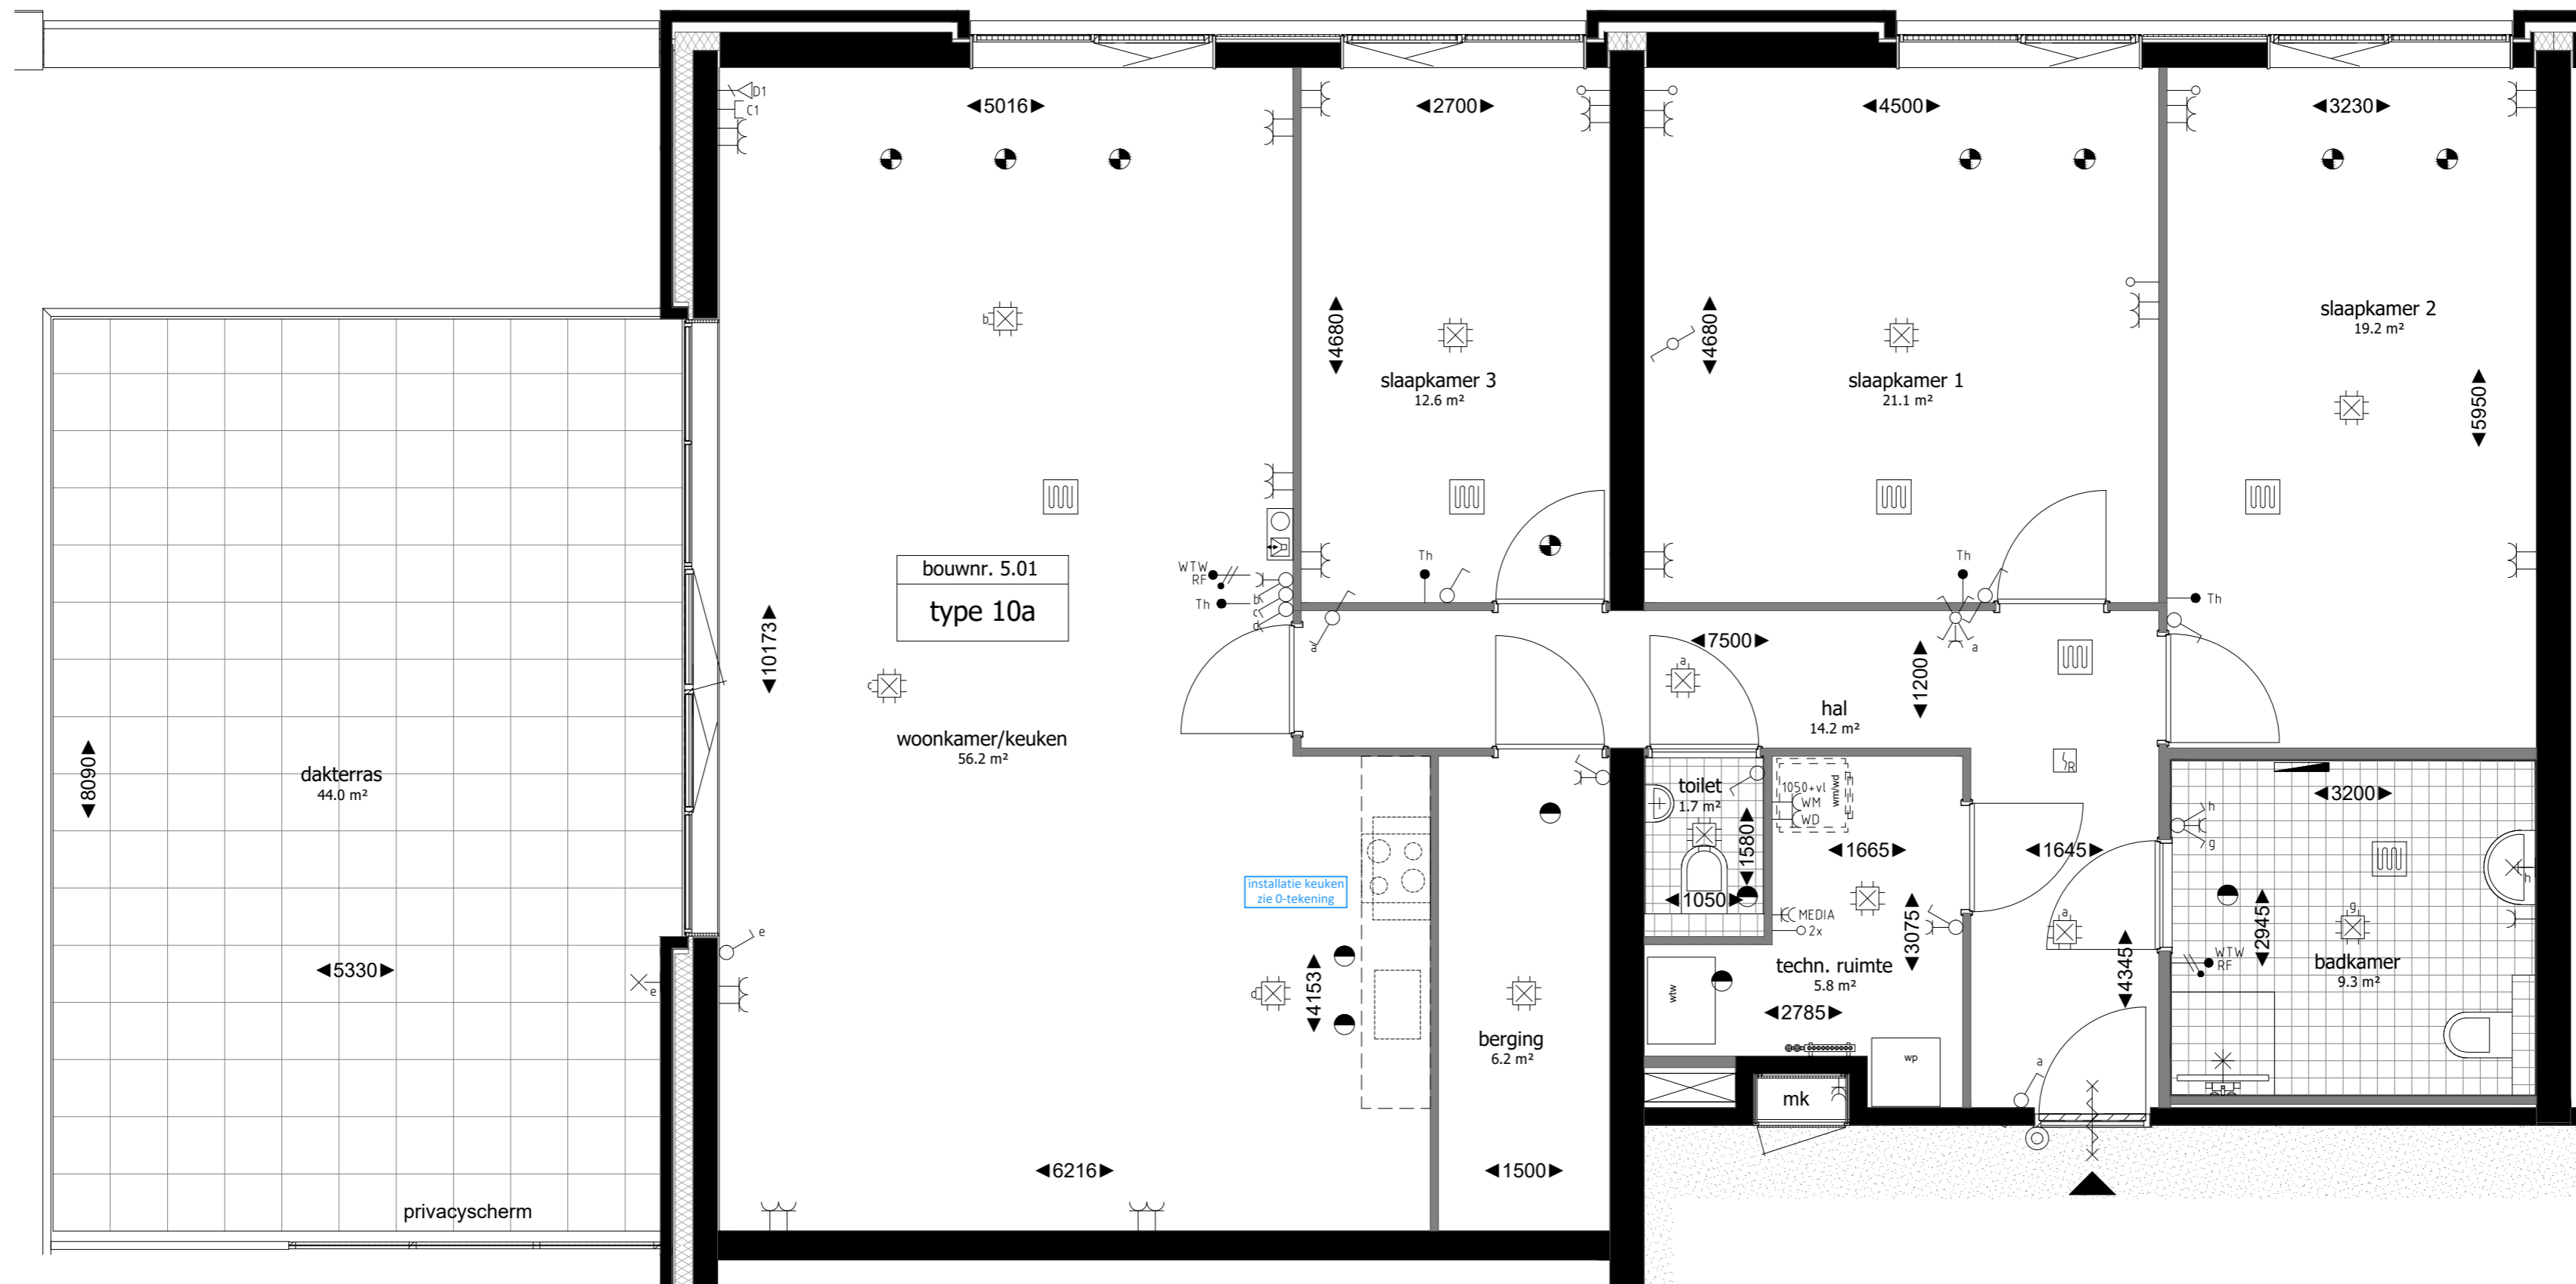 D1
C1
◄5016►
◄2700►
◄4500►
◄3230►
b
◄4680►
◄4680►
slaapkamer 3
12.6 m²
slaapkamer 1
21.1 m²
slaapkamer 2
19.2 m²
◄5950►
bouwnr. 5.01
type 10a
WTW
RF
Th
b
c
d
Th
Th
Th
a
a
a
◄10173►
◄7500►
◄1200►
c
woonkamer/keuken
56.2 m²
hal
14.2 m²
dakterras
44.0 m²
◄8090►
toilet
1.7 m²
◄1580►
◄1050►
1050+vl
WM
WD
wm/wd
R
◄3200►
h
g
◄1665►
◄1645►
installatie keuken
zie 0-tekening
MEDIA
2x
◄3075►
a
g
h
◄2945►
WTW
RF
badkamer
9.3 m²
e
◄5330►
e
d
◄4153►
techn. ruimte
5.8 m²
wtw
◄2785►
◄4345►
berging
6.2 m²
wp
a
mk
◄6216►
◄1500►
privacyscherm